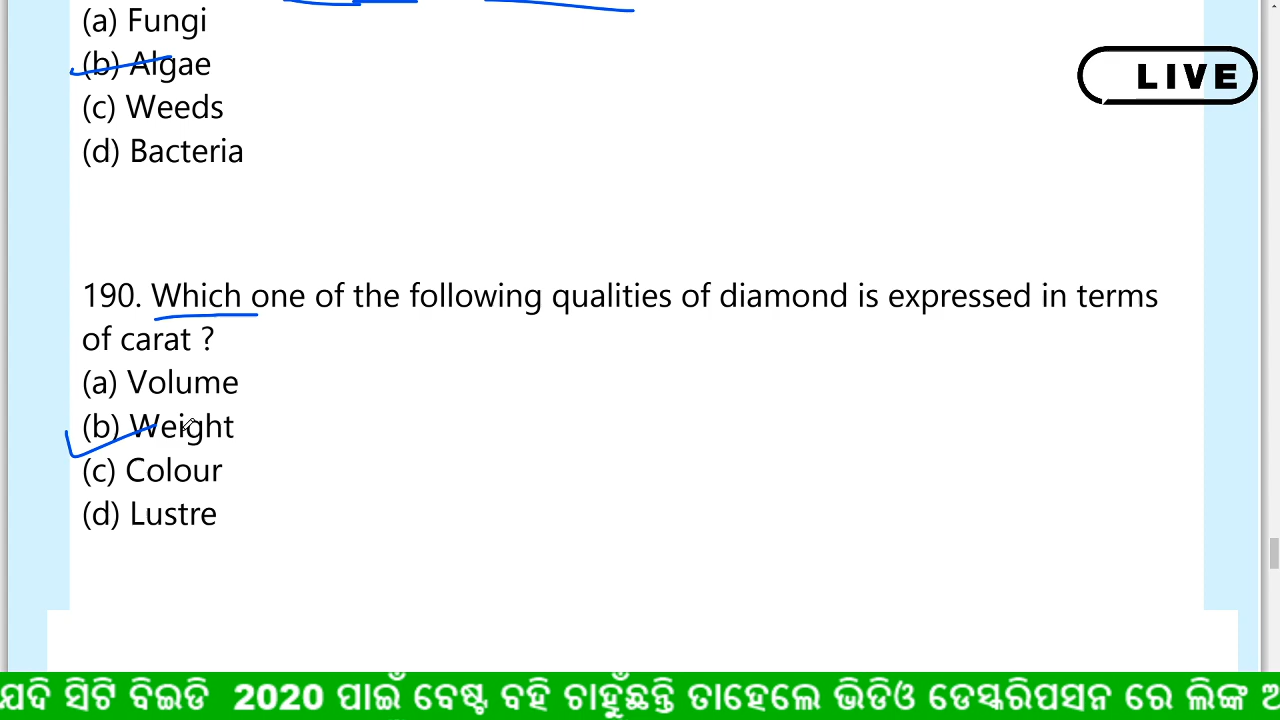 (a) Fungi
(b) Algae
(c) Weeds
(d) Bacteria
LIVE
190. Which one of the following qualities of diamond is expressed in terms
of carat ?
(a) Volume
(b) Weight
(c) Colour
(d) Lustre
ଯଦି ସିଟି ବିଇଡି 2020 ପାଇଁ ବେଷ୍ଟ ବହି ଚାହୁଁଛନ୍ତି ତାହେଲେ ଭିଡିଓ ଡେସ୍କରିପସନ ରେ ଲିଙ୍କ